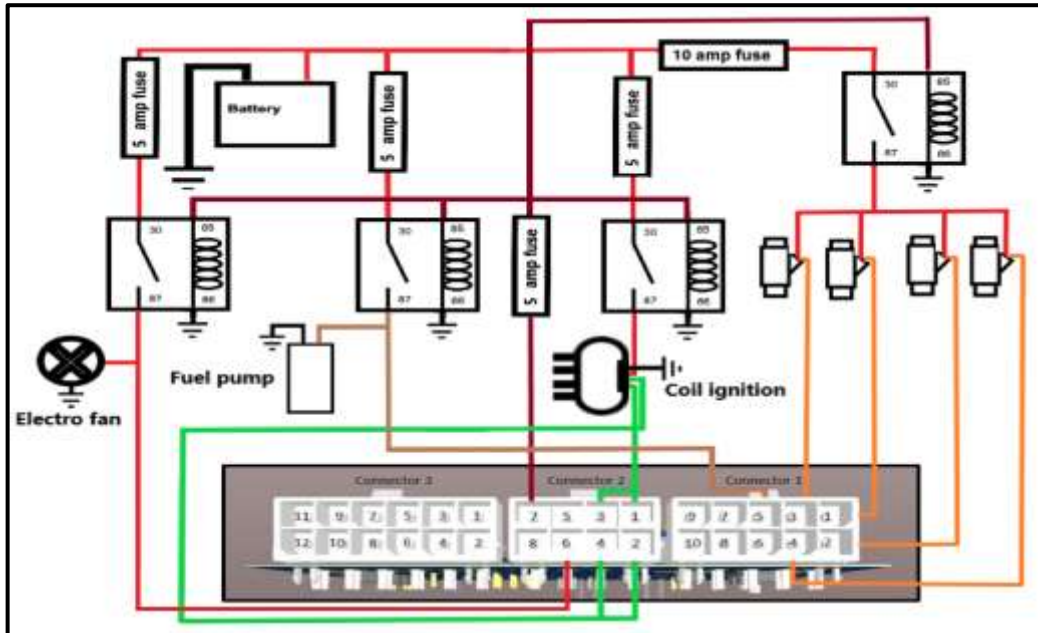 10 amp fuse
5 amp fuse
Battery
5 amp fuse
5 amp fuse
30
85
87
86
30
85
87
86
30
85
87
86
30
85
87
86
5 amp fuse
Fuel pump
Coil ignition
Electro fan
Connector 3
Connector 2
Connector 1
11 9 7 5 3 1
7 5 3 1
9 7 5 3 1
12 10 8 6 4 2
8 6 4 2
10 8 6 4 2